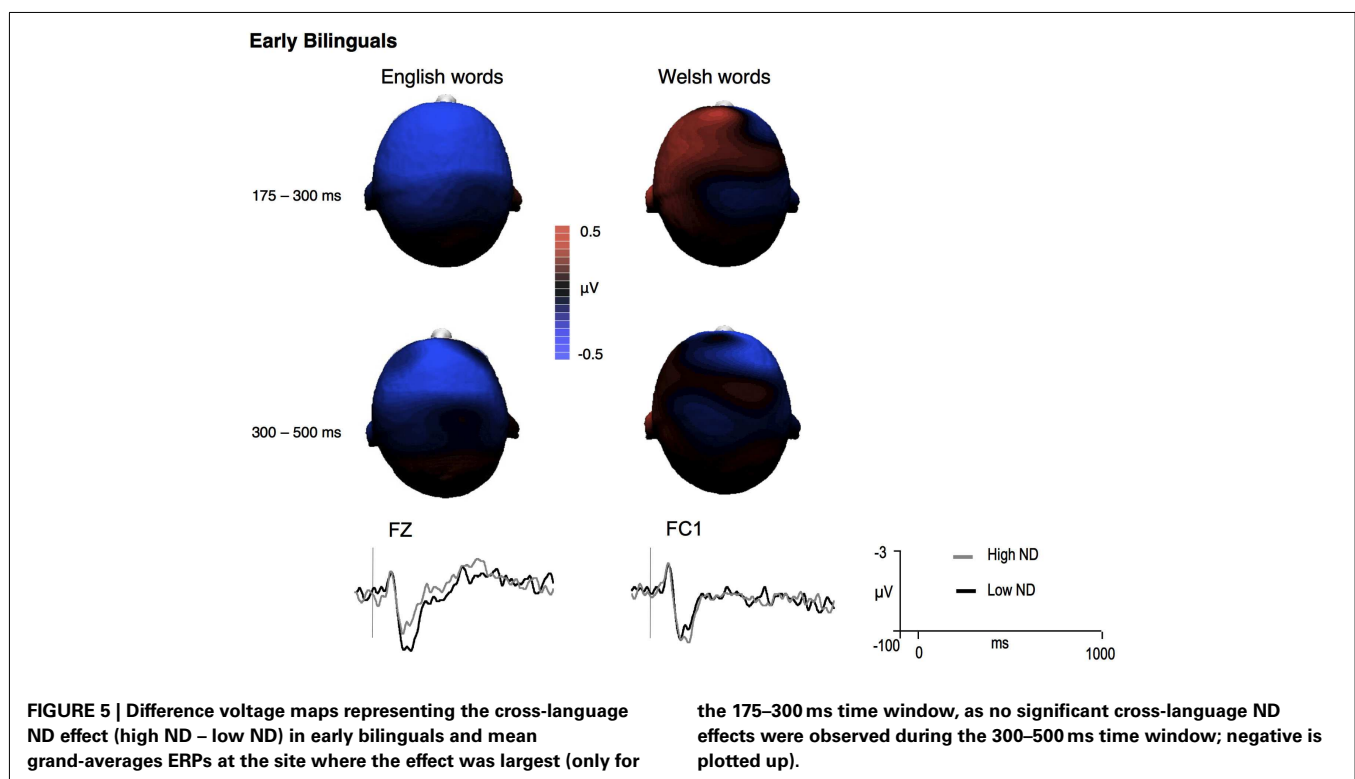 Early Bilinguals
English words
Welsh words
175 – 300 ms
0.5
µV
-0.5
300 – 500 ms
FZ
FC1
-3
µV
-100
0
ms
1000
High ND
Low ND
FIGURE 5 | Difference voltage maps representing the cross-language
ND effect (high ND – low ND) in early bilinguals and mean
grand-averages ERPs at the site where the effect was largest (only for
the 175–300 ms time window, as no significant cross-language ND
effects were observed during the 300–500 ms time window; negative is
plotted up).